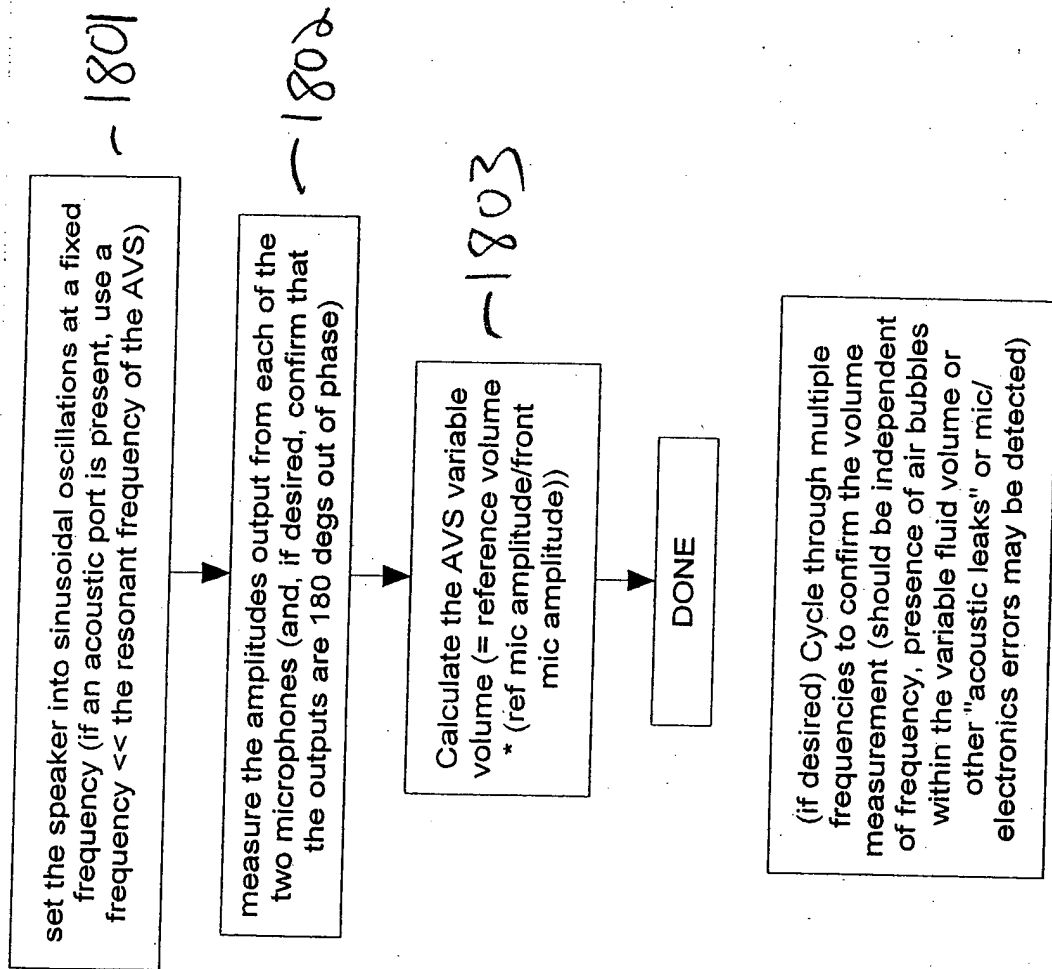 set the speaker into sinusoidal oscillations at a fixed
frequency (if an acoustic port is present, use a
frequency << the resonant frequency of the AVS)
~1801
measure the amplitudes output from each of the
two microphones (and, if desired, confirm that
the outputs are 180 degs out of phase)
~1802
Calculate the AVS variable
volume (= reference volume
* (ref mic amplitude/front
mic amplitude))
~1803
DONE
(if desired) Cycle through multiple
frequencies to confirm the volume
measurement (should be independent
of frequency, presence of air bubbles
within the variable fluid volume or
other "acoustic leaks" or mic/
electronics errors may be detected)